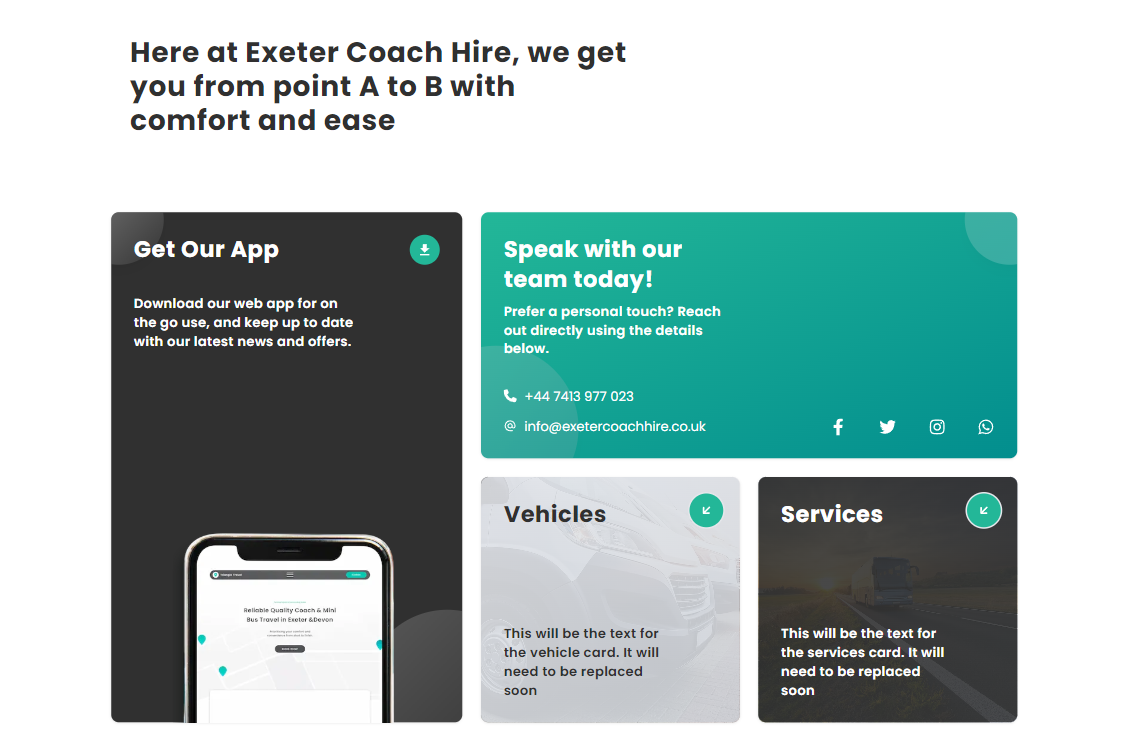 Here at Exeter Coach Hire, we get
you from point A to B with
comfort and ease
Get Our App
Download our web app for on
the go use, and keep up to date
with our latest news and offers.
Reliable Quality Coach & Mini
Bus Travel in Exeter &Devon
Speak with our
team today!
Prefer a personal touch? Reach
out directly using the details
below.
+44 7413 977 023
info@exetercoachhire.co.uk
Vehicles
This will be the text for
the vehicle card. It will
need to be replaced
soon
Services
This will be the text for
the services card. It will
need to be replaced
soon